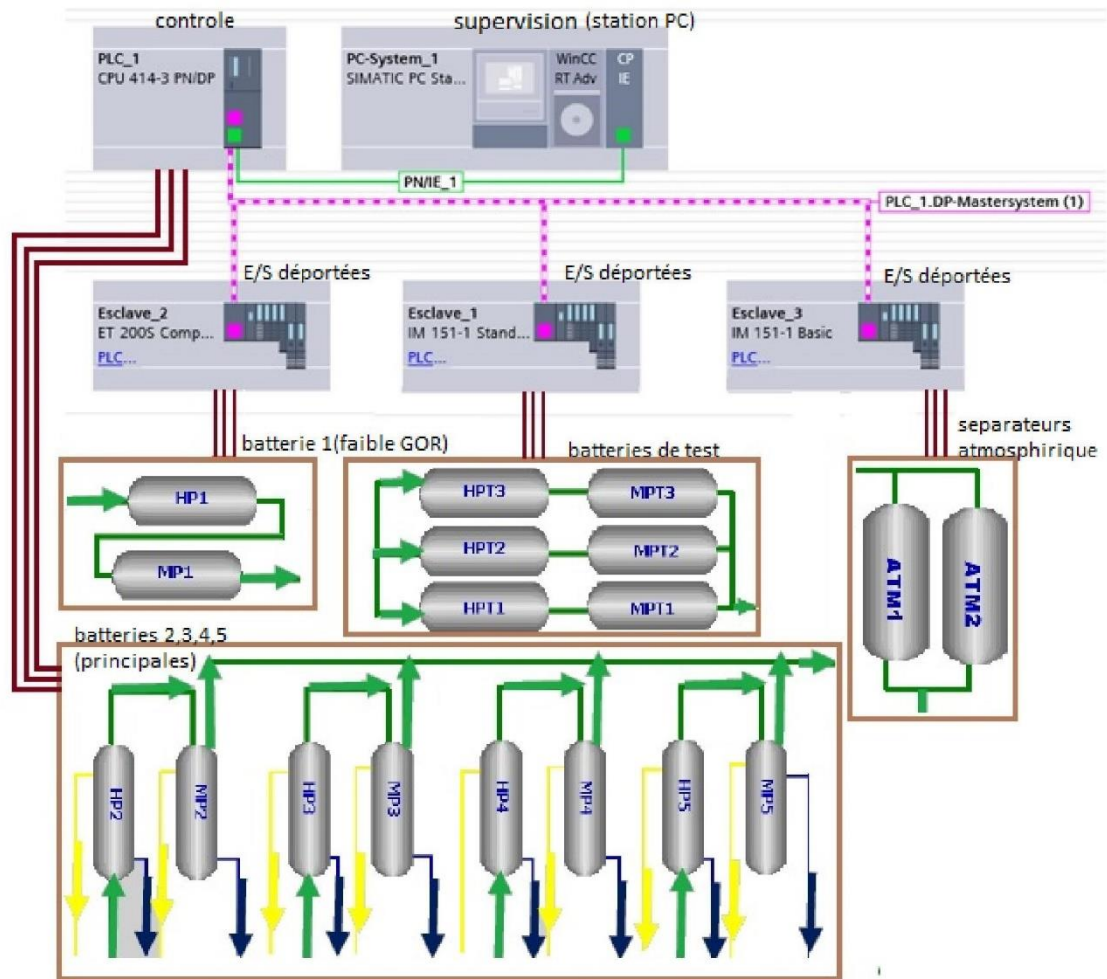 controle
supervision (station PC)
PLC_1
CPU 414-3 PN/DP
PC-System_1
SIMATIC PC Sta...
WinCC
RT Adv
CP
IE
PN/IE_1
PLC_1.DP-Mastersystem (1)
E/S déportées
E/S déportées
E/S déportées
Esclave_2
ET 200S Comp...
PLC...
Esclave_1
IM 151-1 Stand...
PLC...
Esclave_3
IM 151-1 Basic
PLC...
batterie 1(faible GOR)
batteries de test
separateurs
atmosphirique
HP1
MP1
HPT3
MPT3
HPT2
MPT2
HPT1
MPT1
ATM1
ATM2
batteries 2,3,4,5
(principales)
HP2
MP2
HP3
MP3
HP4
MP4
HP5
MP5